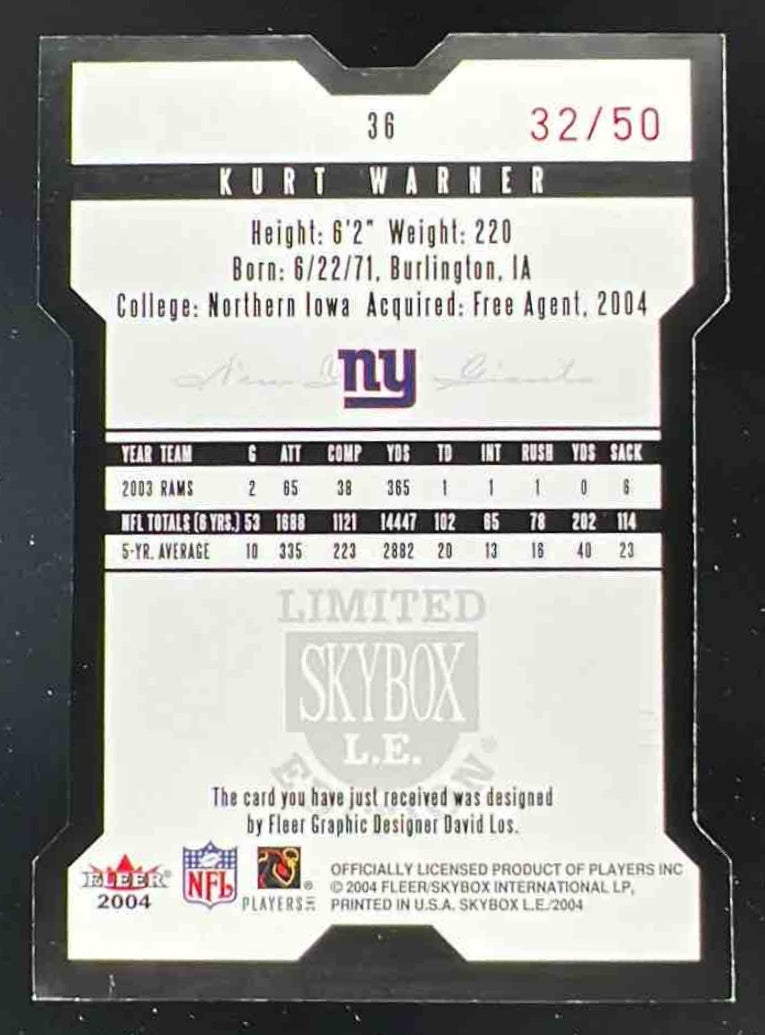 36
32/50
KURT WARNER
Height: 6'2" Weight: 220
Born: 6/22/71, Burlington, IA
College: Northern Iowa Acquired: Free Agent, 2004
New Giants
ny
YEAR TEAM G ATT COMP YDS TD INT RUSH YDS SACK
2003 RAMS 2 65 38 365 1 1 1 0 6
NFL TOTALS (6 YRS.) 53 1688 1121 14447 102 65 78 202 114
5-YR. AVERAGE 10 335 223 2882 20 13 16 40 23
LIMITED
SKYBOX
L.E.
EDITION®
The card you have just received was designed
by Fleer Graphic Designer David Los.
FLEER®
2004
NFL
PLAYERS
OFFICIALLY LICENSED PRODUCT OF PLAYERS INC
© 2004 FLEER/SKYBOX INTERNATIONAL LP,
PRINTED IN U.S.A. SKYBOX L.E./2004